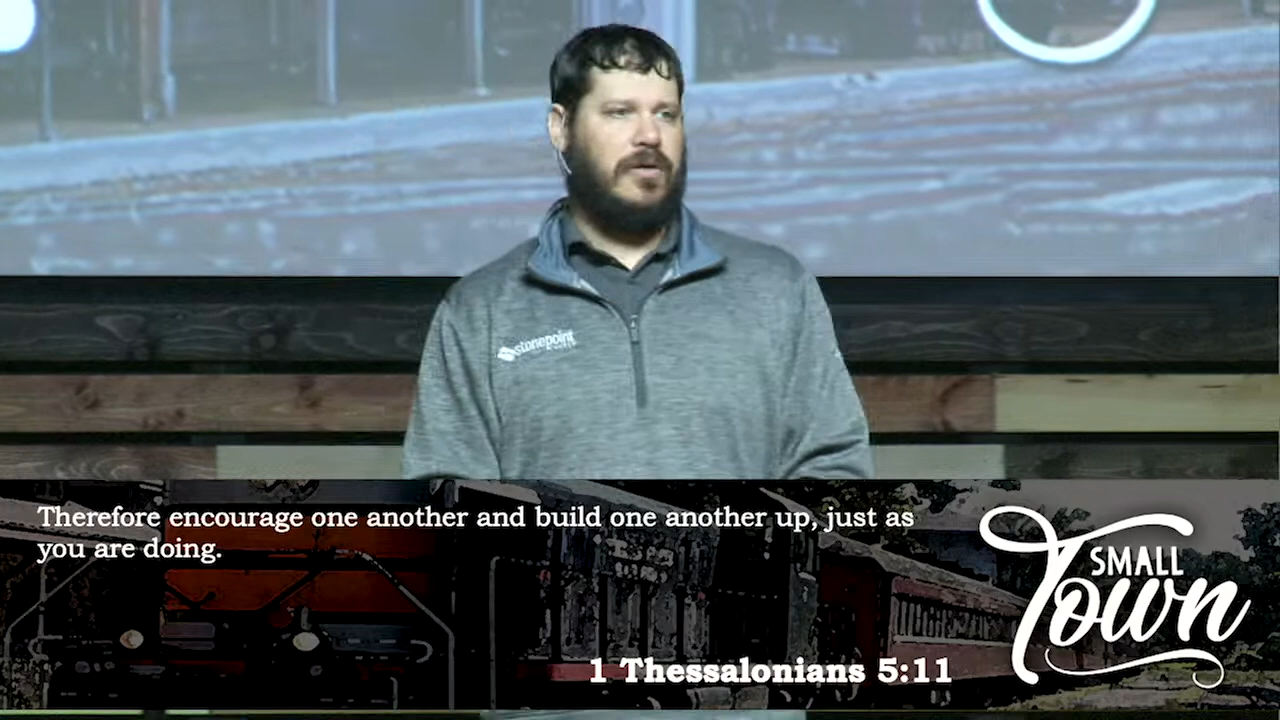 stonepoint
Therefore encourage one another and build one another up, just as
you are doing.
SMALL
Town
1 Thessalonians 5:11